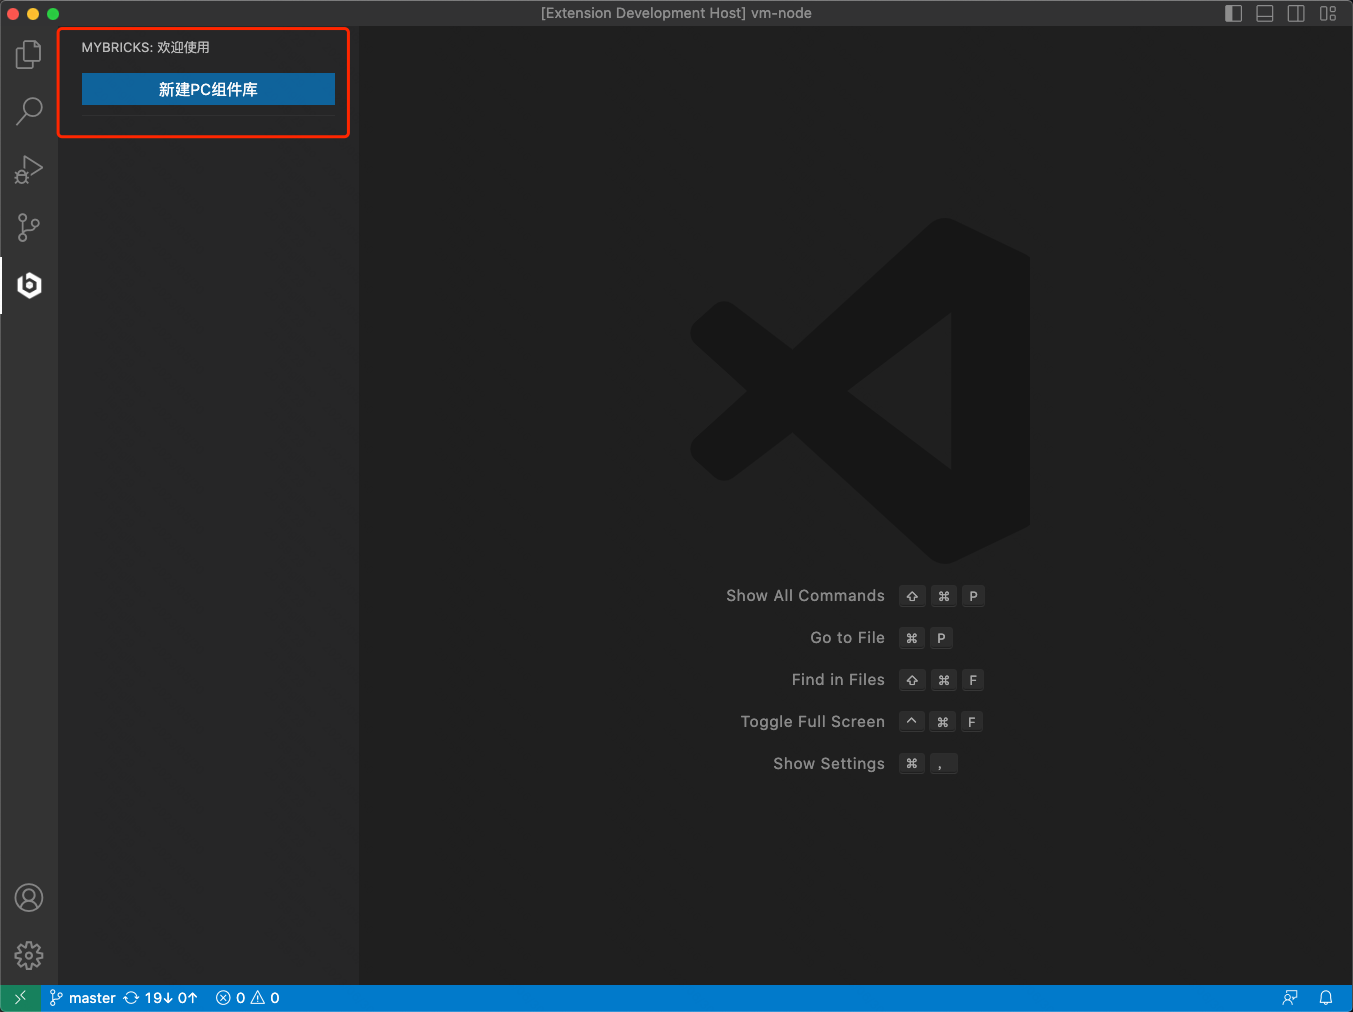 [Extension Development Host] vm-node
MYBRICKS: 欢迎使用
新建PC组件库
Show All Commands ⇧ ⌘ P
Go to File ⌘ P
Find in Files ⇧ ⌘ F
Toggle Full Screen ^ ⌘ F
Show Settings ⌘ ,
master 19↓ 0↑ 0 0